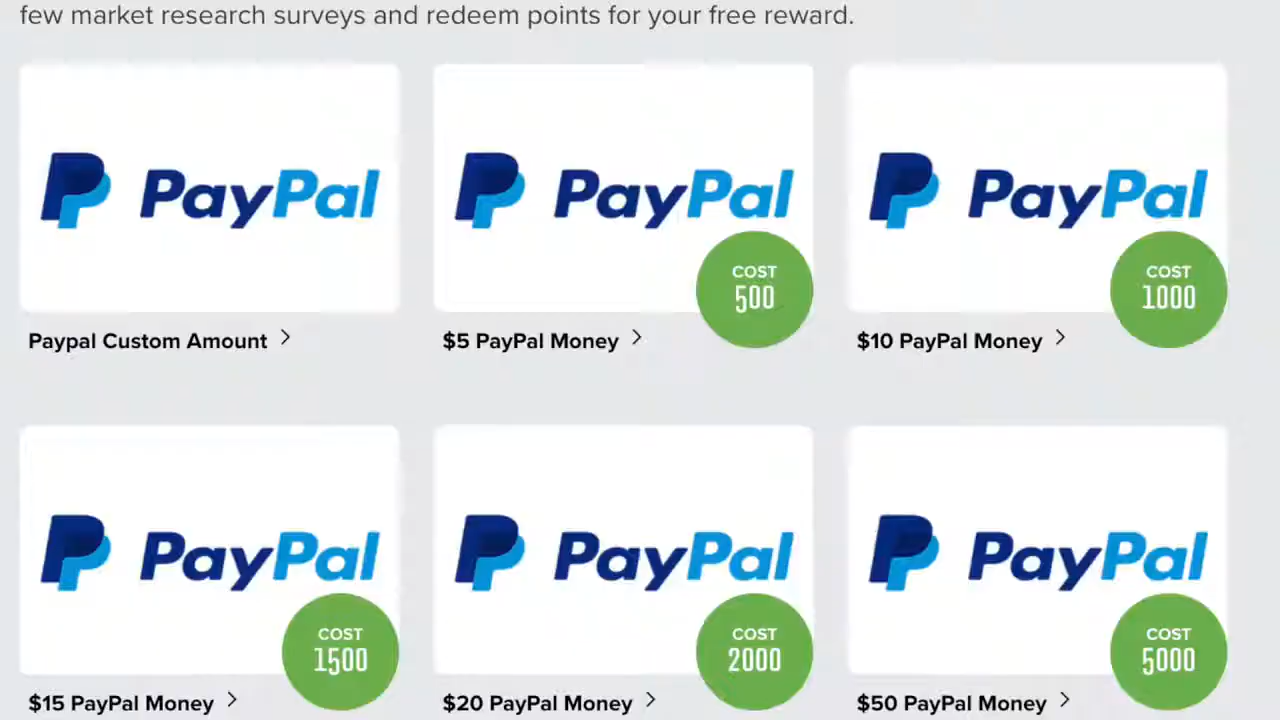 few market research surveys and redeem points for your free reward.
PayPal
PayPal
PayPal
COST
500
COST
1000
Paypal Custom Amount
$5 PayPal Money
$10 PayPal Money
PayPal
PayPal
PayPal
COST
1500
COST
2000
COST
5000
$15 PayPal Money
$20 PayPal Money
$50 PayPal Money